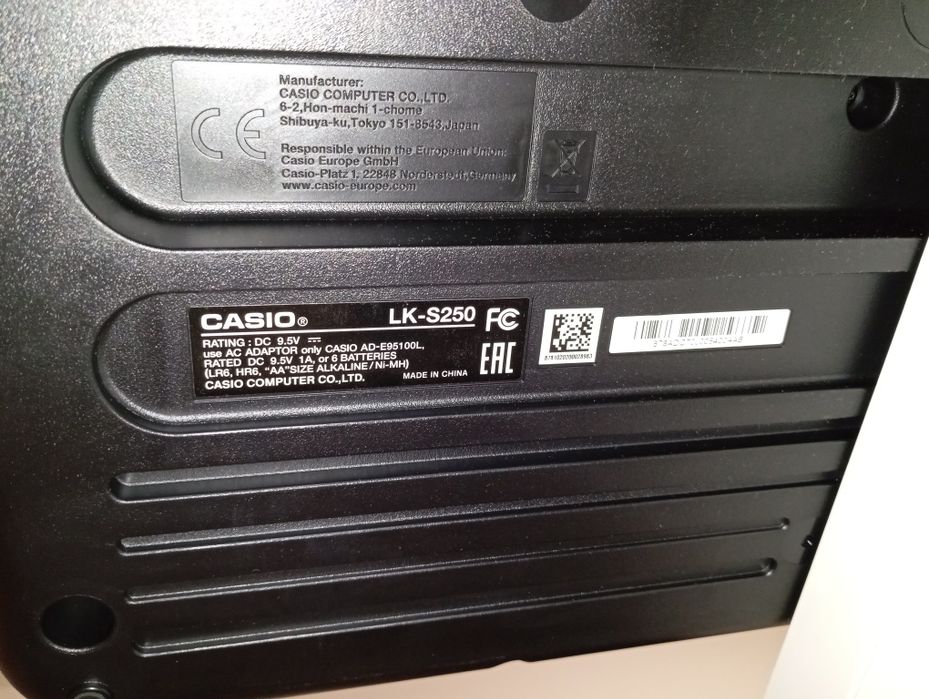 Manufacturer:
CASIO COMPUTER CO.,LTD.
6-2,Hon-machi 1-chome
Shibuya-ku,Tokyo 151-8543,Japan
Responsible within the European Union:
Casio Europe GmbH
Casio-Platz 1, 22848 Norderstedt,Germany
www.casio-europe.com
CE
CASIO® LK-S250 FC
RATING : DC 9.5V ⎓
use AC ADAPTOR only CASIO AD-E95100L,
RATED DC 9.5V 1A, or 6 BATTERIES
(LR6, HR6, "AA"SIZE ALKALINE/Ni-MH)
CASIO COMPUTER CO.,LTD. MADE IN CHINA
EAC